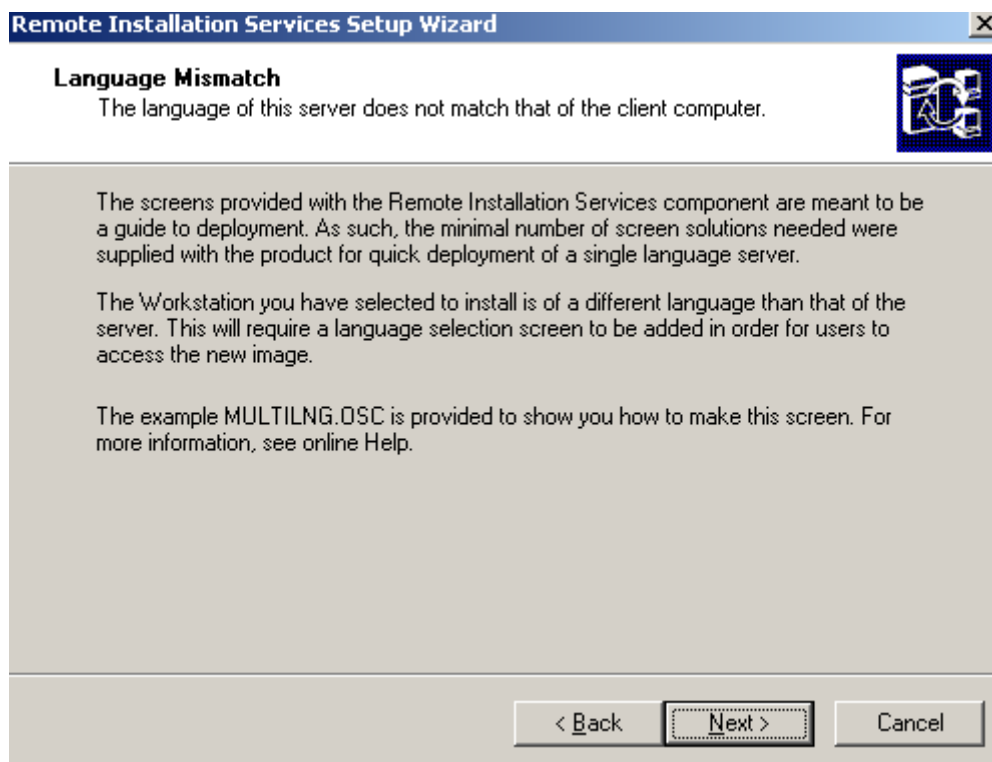 Remote Installation Services Setup Wizard
Language Mismatch
The language of this server does not match that of the client computer.
The screens provided with the Remote Installation Services component are meant to be
a guide to deployment. As such, the minimal number of screen solutions needed were
supplied with the product for quick deployment of a single language server.
The Workstation you have selected to install is of a different language than that of the
server. This will require a language selection screen to be added in order for users to
access the new image.
The example MULTILNG.OSC is provided to show you how to make this screen. For
more information, see online Help.
< Back Next > Cancel